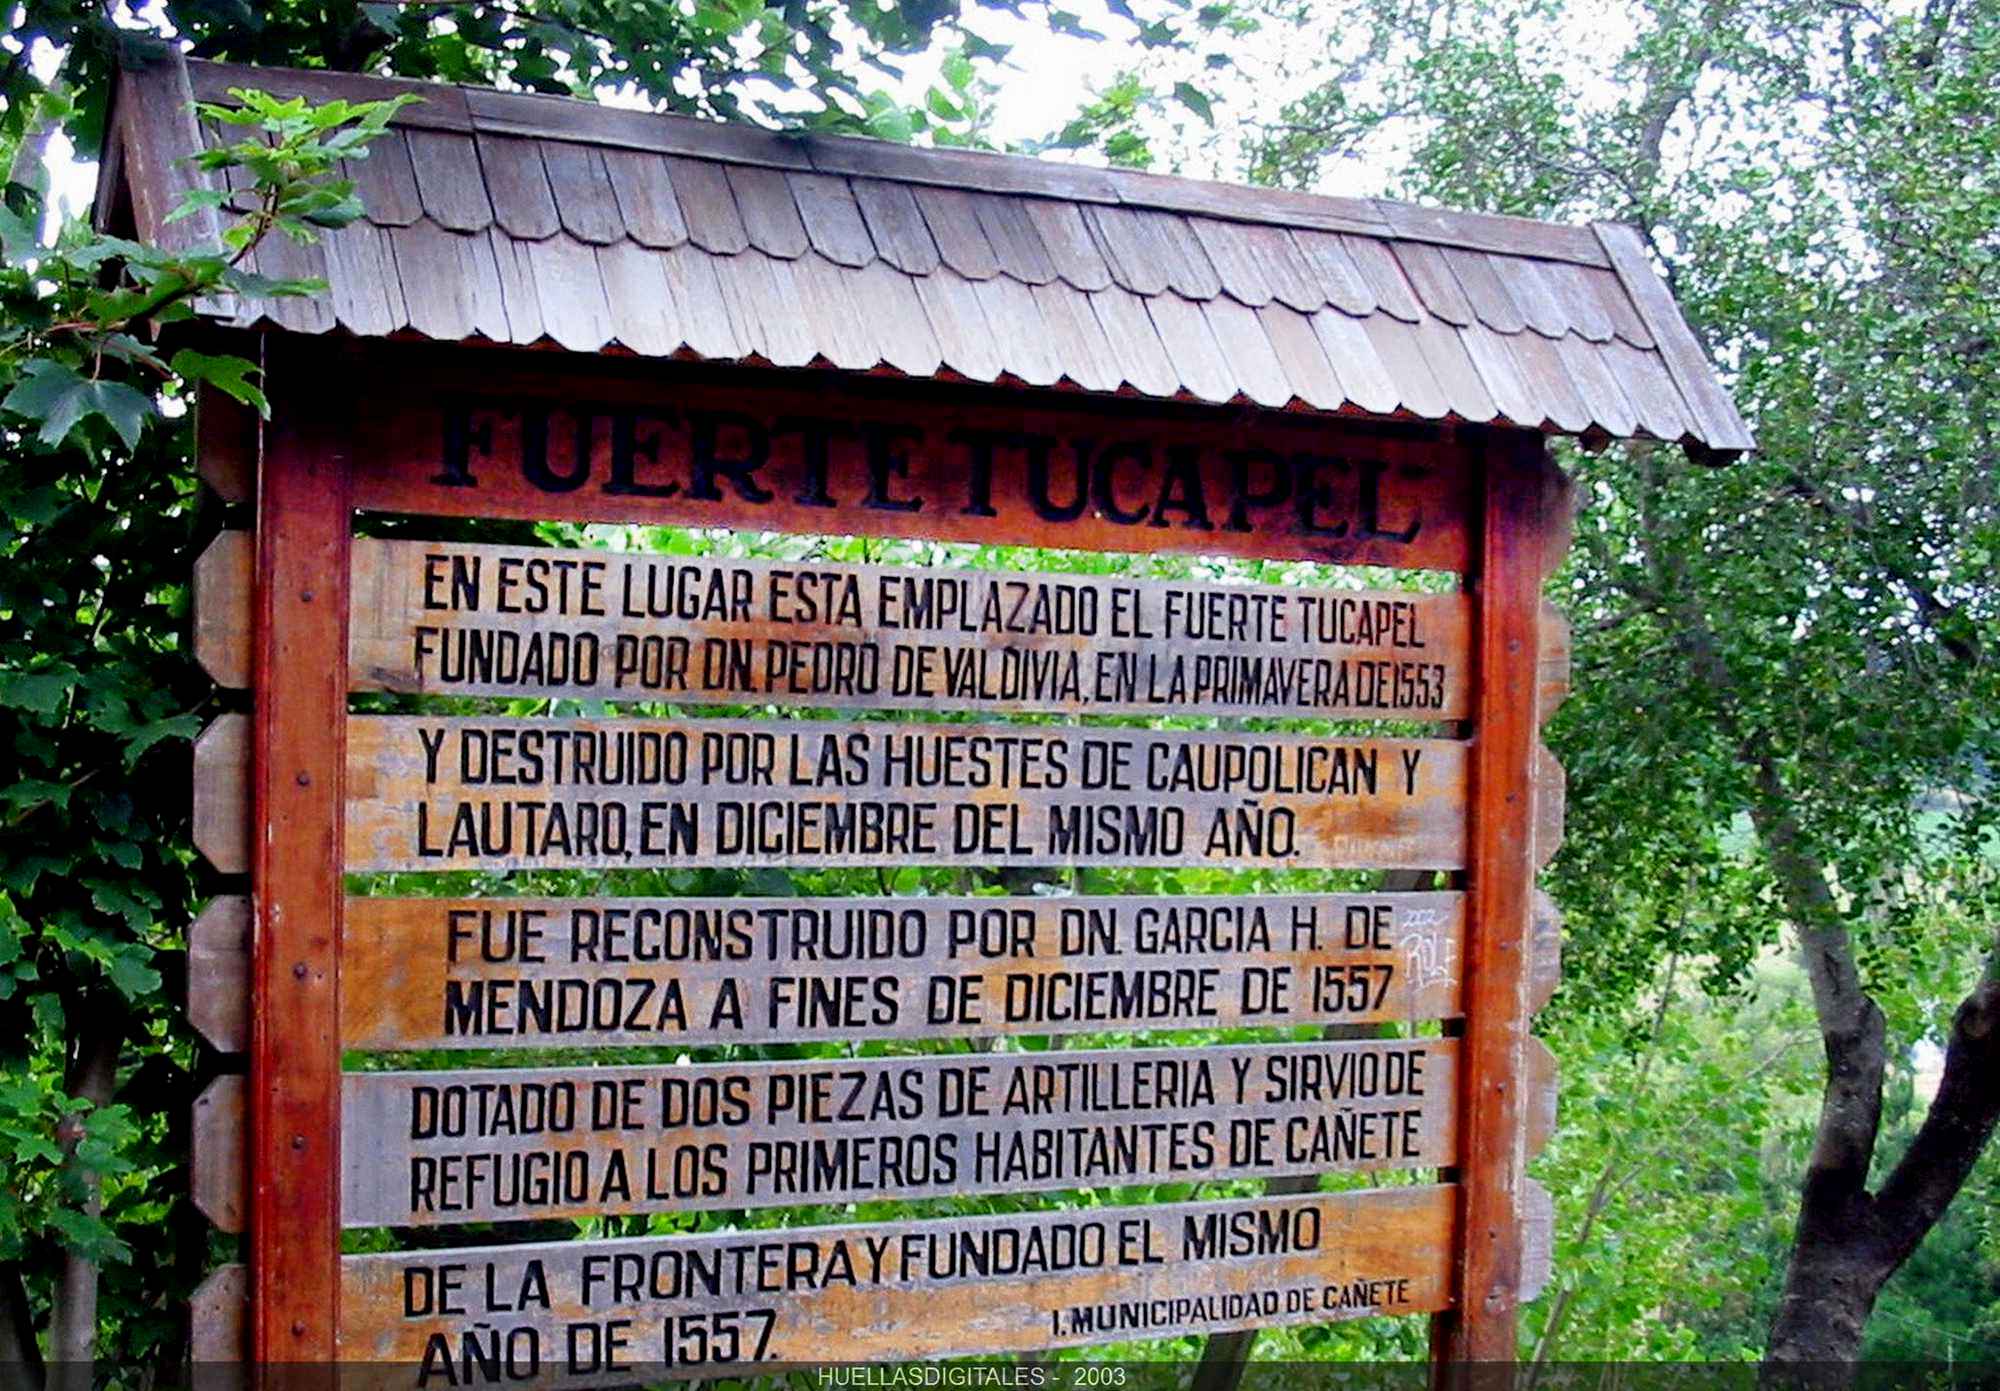 FUERTE TUCAPEL
EN ESTE LUGAR ESTA EMPLAZADO EL FUERTE TUCAPEL
FUNDADO POR DN. PEDRO DE VALDIVIA, EN LA PRIMAVERA DE 1553
Y DESTRUIDO POR LAS HUESTES DE CAUPOLICAN Y
LAUTARO, EN DICIEMBRE DEL MISMO AÑO.
FUE RECONSTRUIDO POR DN. GARCIA H. DE
MENDOZA A FINES DE DICIEMBRE DE 1557
DOTADO DE DOS PIEZAS DE ARTILLERIA Y SIRVIO DE
REFUGIO A LOS PRIMEROS HABITANTES DE CAÑETE
DE LA FRONTERA Y FUNDADO EL MISMO
AÑO DE 1557.
I. MUNICIPALIDAD DE CAÑETE
HUELLASDIGITALES - 2003